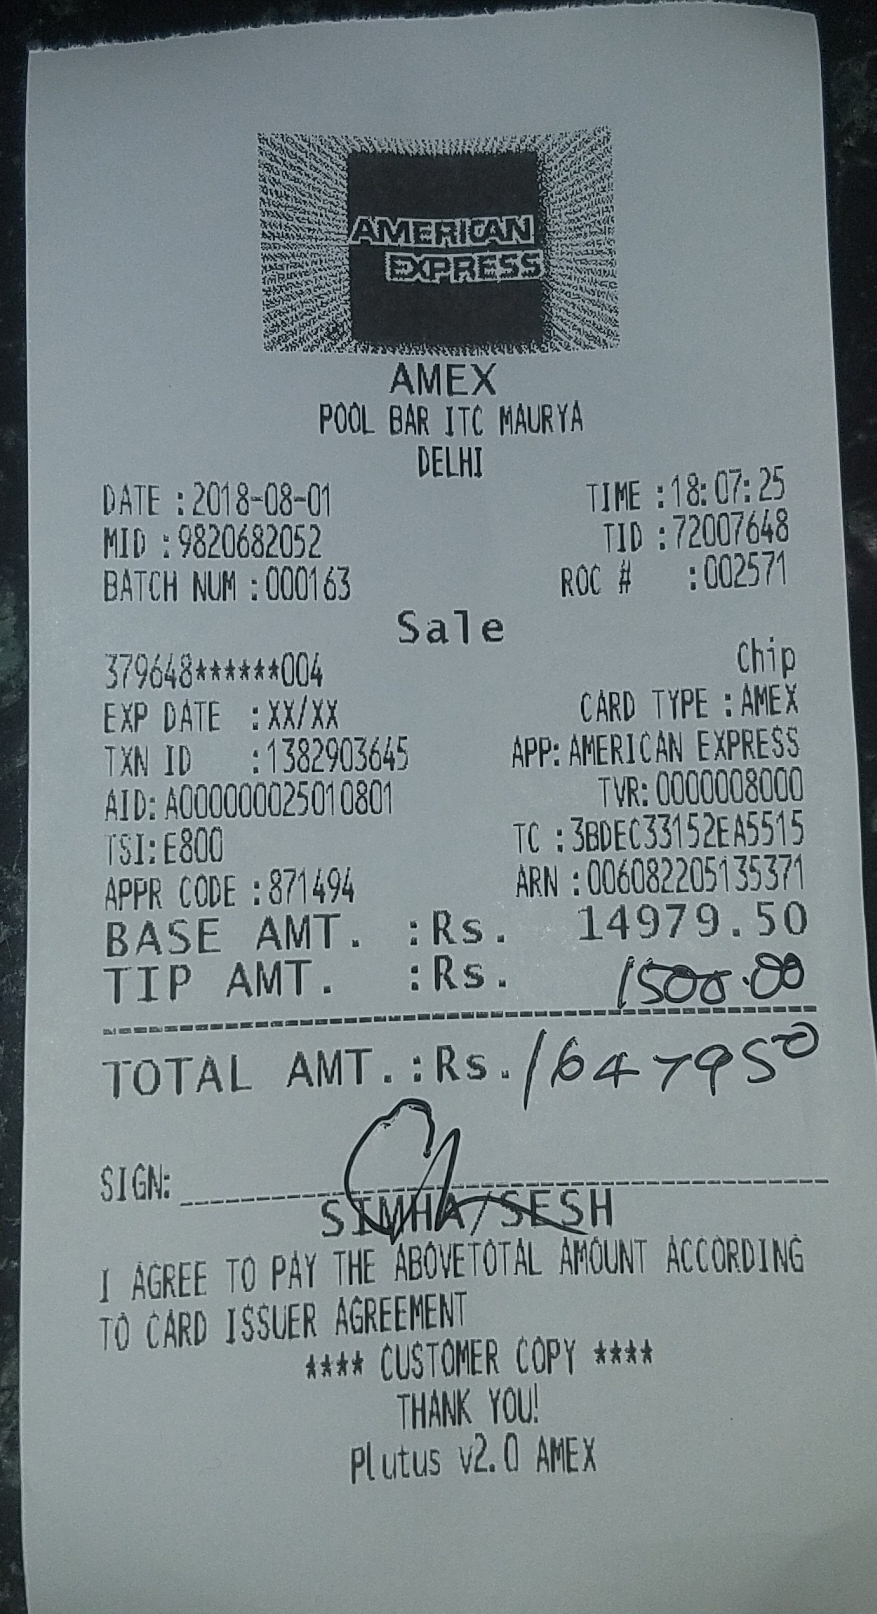 AMERICAN
EXPRESS
AMEX
POOL BAR ITC MAURYA
DELHI
DATE :2018-08-01 TIME :18:07:25
MID :9820682052 TID :72007648
BATCH NUM :000163 ROC # :002571
Sale
379648******004 Chip
EXP DATE :XX/XX CARD TYPE :AMEX
TXN ID :1382903645 APP: AMERICAN EXPRESS
AID: A000000025010801 TVR: 0000008000
TSI: E800 TC :3BDEC33152EA5515
APPR CODE :871494 ARN :006082205135371
BASE AMT. :Rs. 14979.50
TIP AMT. :Rs. 1500.00
TOTAL AMT.:Rs. 1647950
SIGN:
SIMHA/SESH
I AGREE TO PAY THE ABOVETOTAL AMOUNT ACCORDING
TO CARD ISSUER AGREEMENT
**** CUSTOMER COPY ****
THANK YOU!
Plutus v2.0 AMEX